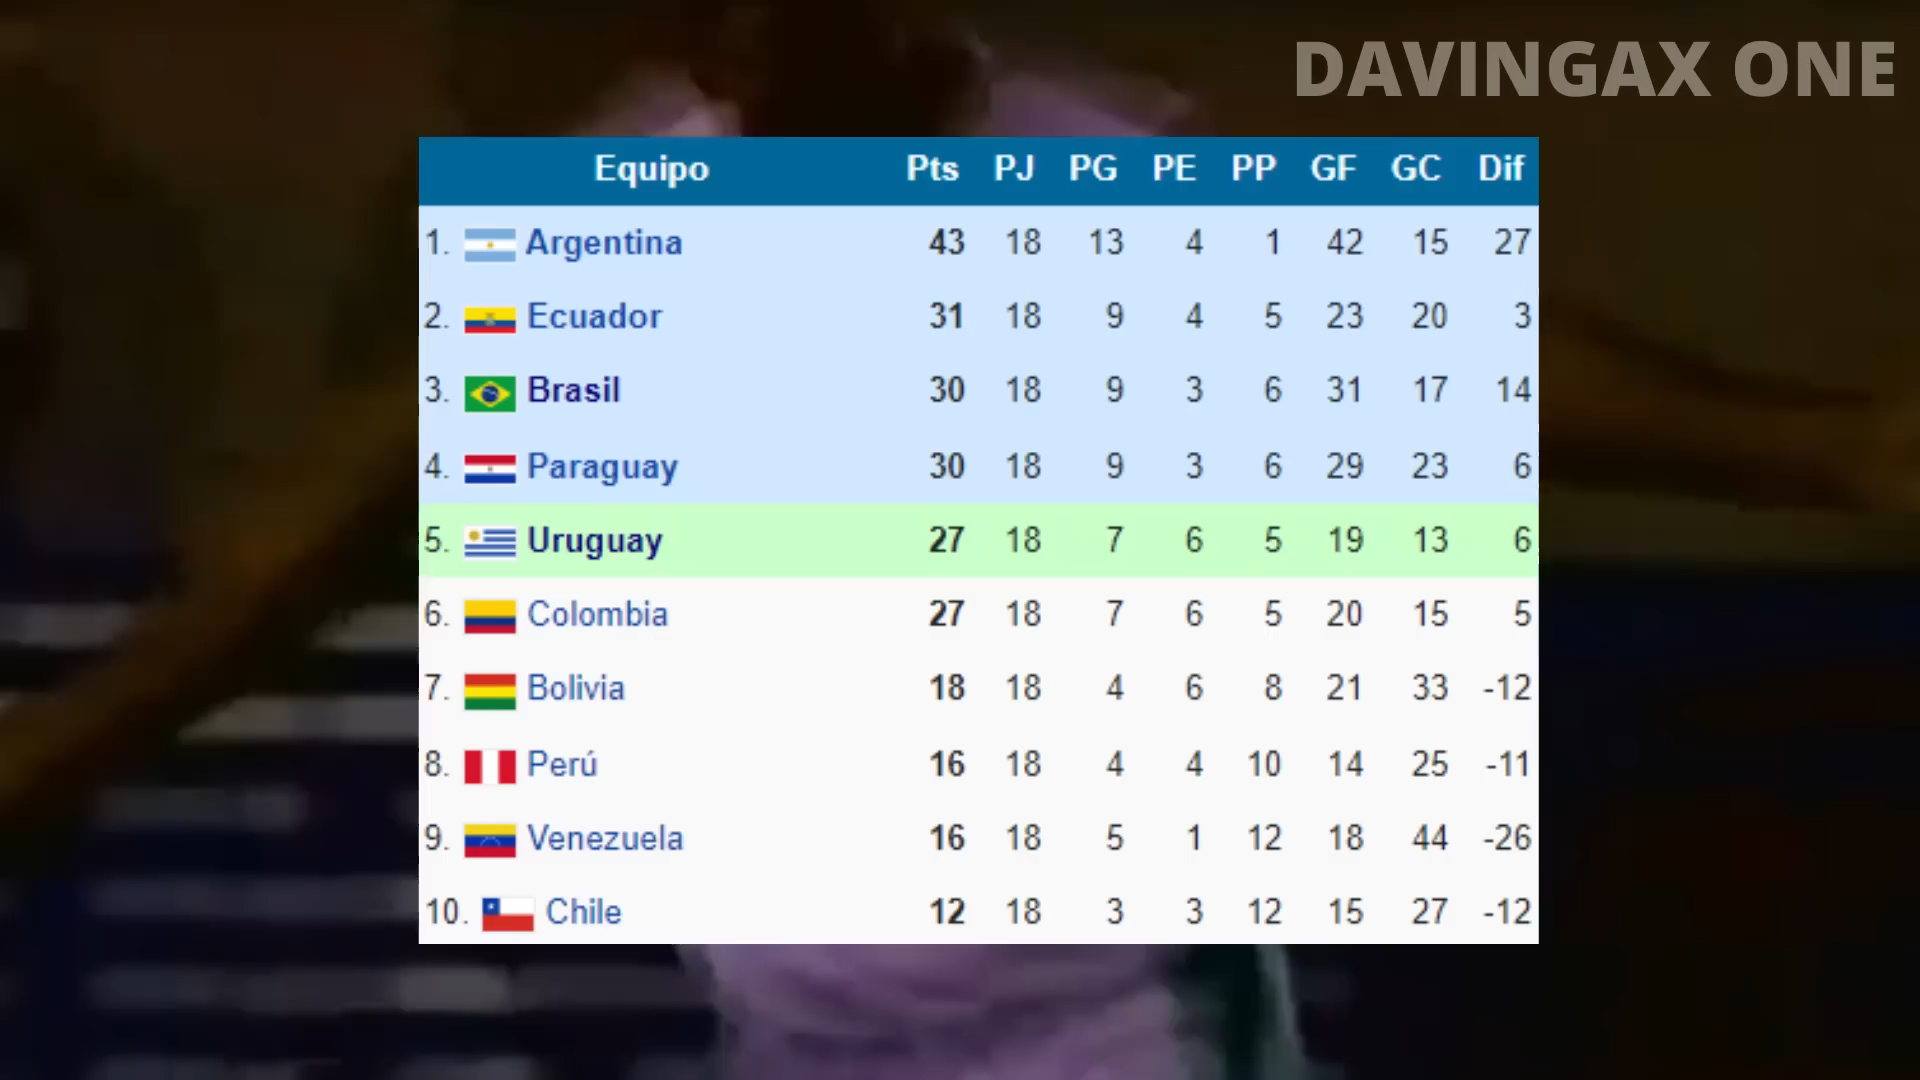 DAVINGAX ONE
Equipo Pts PJ PG PE PP GF GC Dif
1. Argentina 43 18 13 4 1 42 15 27
2. Ecuador 31 18 9 4 5 23 20 3
3. Brasil 30 18 9 3 6 31 17 14
4. Paraguay 30 18 9 3 6 29 23 6
5. Uruguay 27 18 7 6 5 19 13 6
6. Colombia 27 18 7 6 5 20 15 5
7. Bolivia 18 18 4 6 8 21 33 -12
8. Perú 16 18 4 4 10 14 25 -11
9. Venezuela 16 18 5 1 12 18 44 -26
10. Chile 12 18 3 3 12 15 27 -12